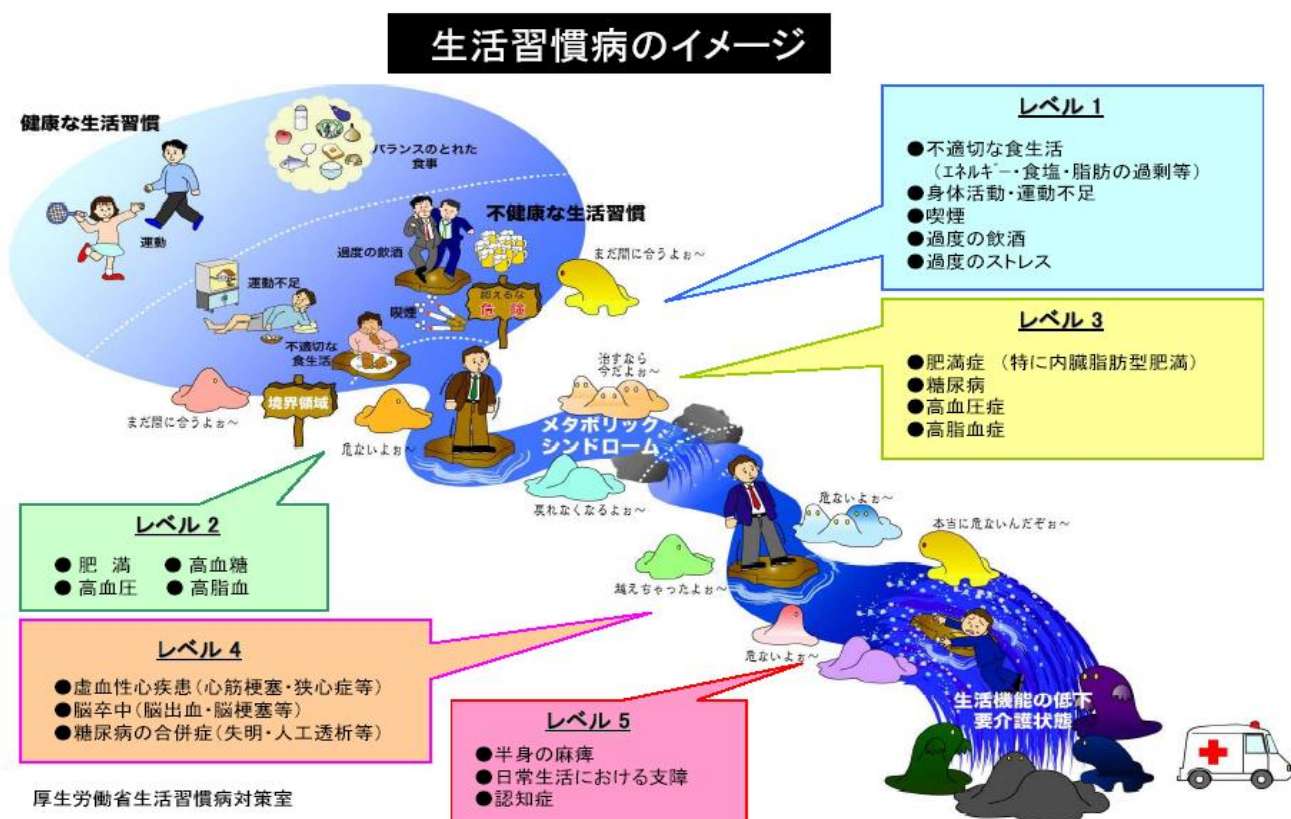 生活習慣病のイメージ
健康な生活習慣
バランスのとれた
食事
運動
不健康な生活習慣
過度の飲酒
まだ間に合うよぉ～
運動不足
喫煙
超えるな
危険
不適切な
食生活
境界領域
まだ間に合うよぉ～
危ないよぉ～
治すなら
今だよぉ～
メタボリック
シンドローム
戻れなくなるよぉ～
危ないよぉ～
本当に危ないんだぞぉ～
越えちゃったよぉ～
危ないよぉ～
生活機能の低下
要介護状態
レベル 1
●不適切な食生活
（エネルギー・食塩・脂肪の過剰等）
●身体活動・運動不足
●喫煙
●過度の飲酒
●過度のストレス
レベル 3
●肥満症　（特に内臓脂肪型肥満）
●糖尿病
●高血圧症
●高脂血症
レベル 2
● 肥 満　● 高血糖
● 高血圧　● 高脂血
レベル 4
●虚血性心疾患（心筋梗塞・狭心症等）
●脳卒中（脳出血・脳梗塞等）
●糖尿病の合併症（失明・人工透析等）
レベル 5
●半身の麻痺
●日常生活における支障
●認知症
厚生労働省生活習慣病対策室